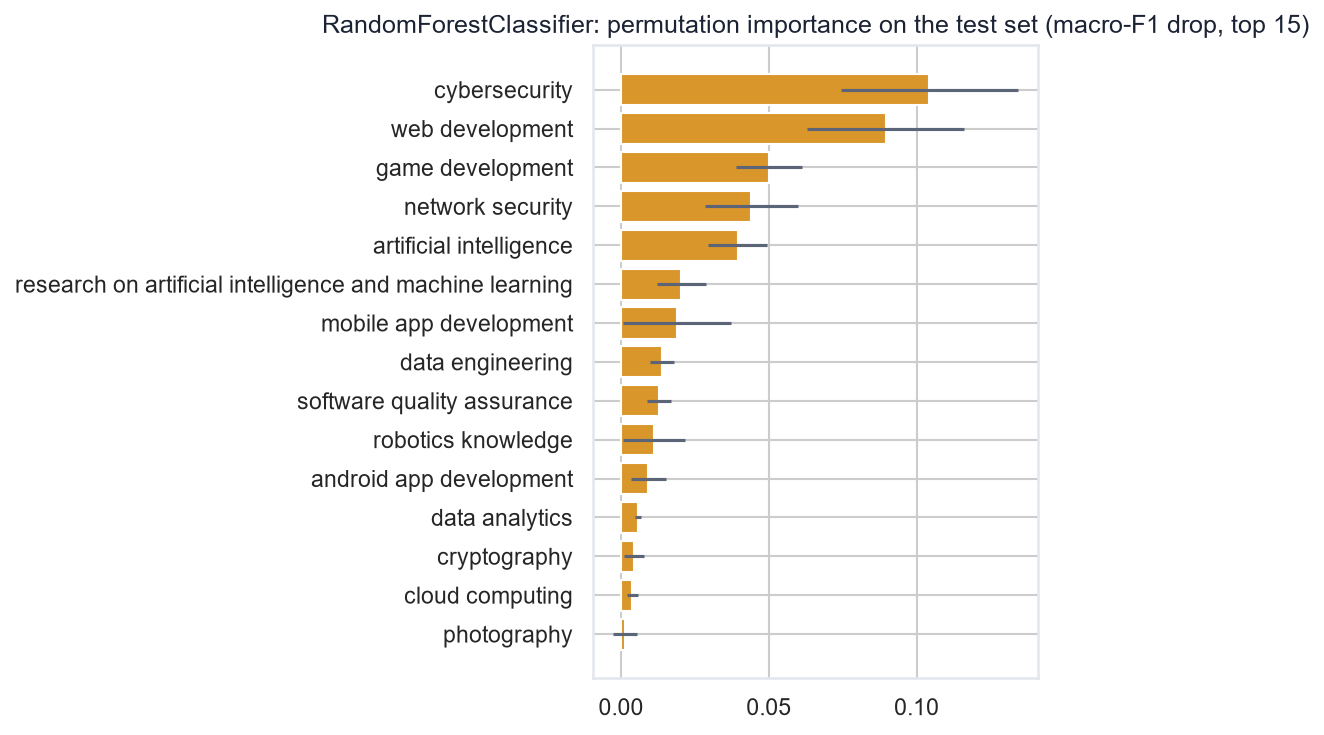 RandomForestClassifier: permutation importance on the test set (macro-F1 drop, top 15)
cybersecurity
web development
game development
network security
artificial intelligence
research on artificial intelligence and machine learning
mobile app development
data engineering
software quality assurance
robotics knowledge
android app development
data analytics
cryptography
cloud computing
photography
0.00 0.05 0.10